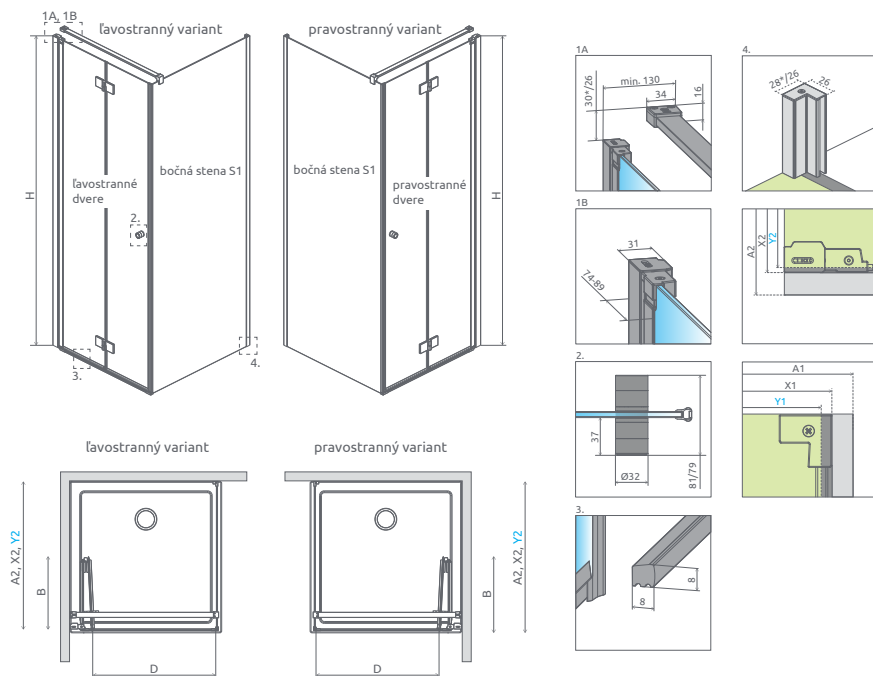 1A, 1B
ľavostranný variant
pravostranný variant
H
ľavostranné
dvere
bočná stena S1
2.
3.
4.
bočná stena S1
pravostranné
dvere
H
ľavostranný variant
pravostranný variant
A2, X2, Y2
B
D
A2, X2, Y2
B
D
1A
30*/26
min. 130
34
16
1B
31
74-89
2.
37
Ø32
81/79
3.
8
8
4.
28*/26
26
A2
X2
Y2
A1
X1
Y1